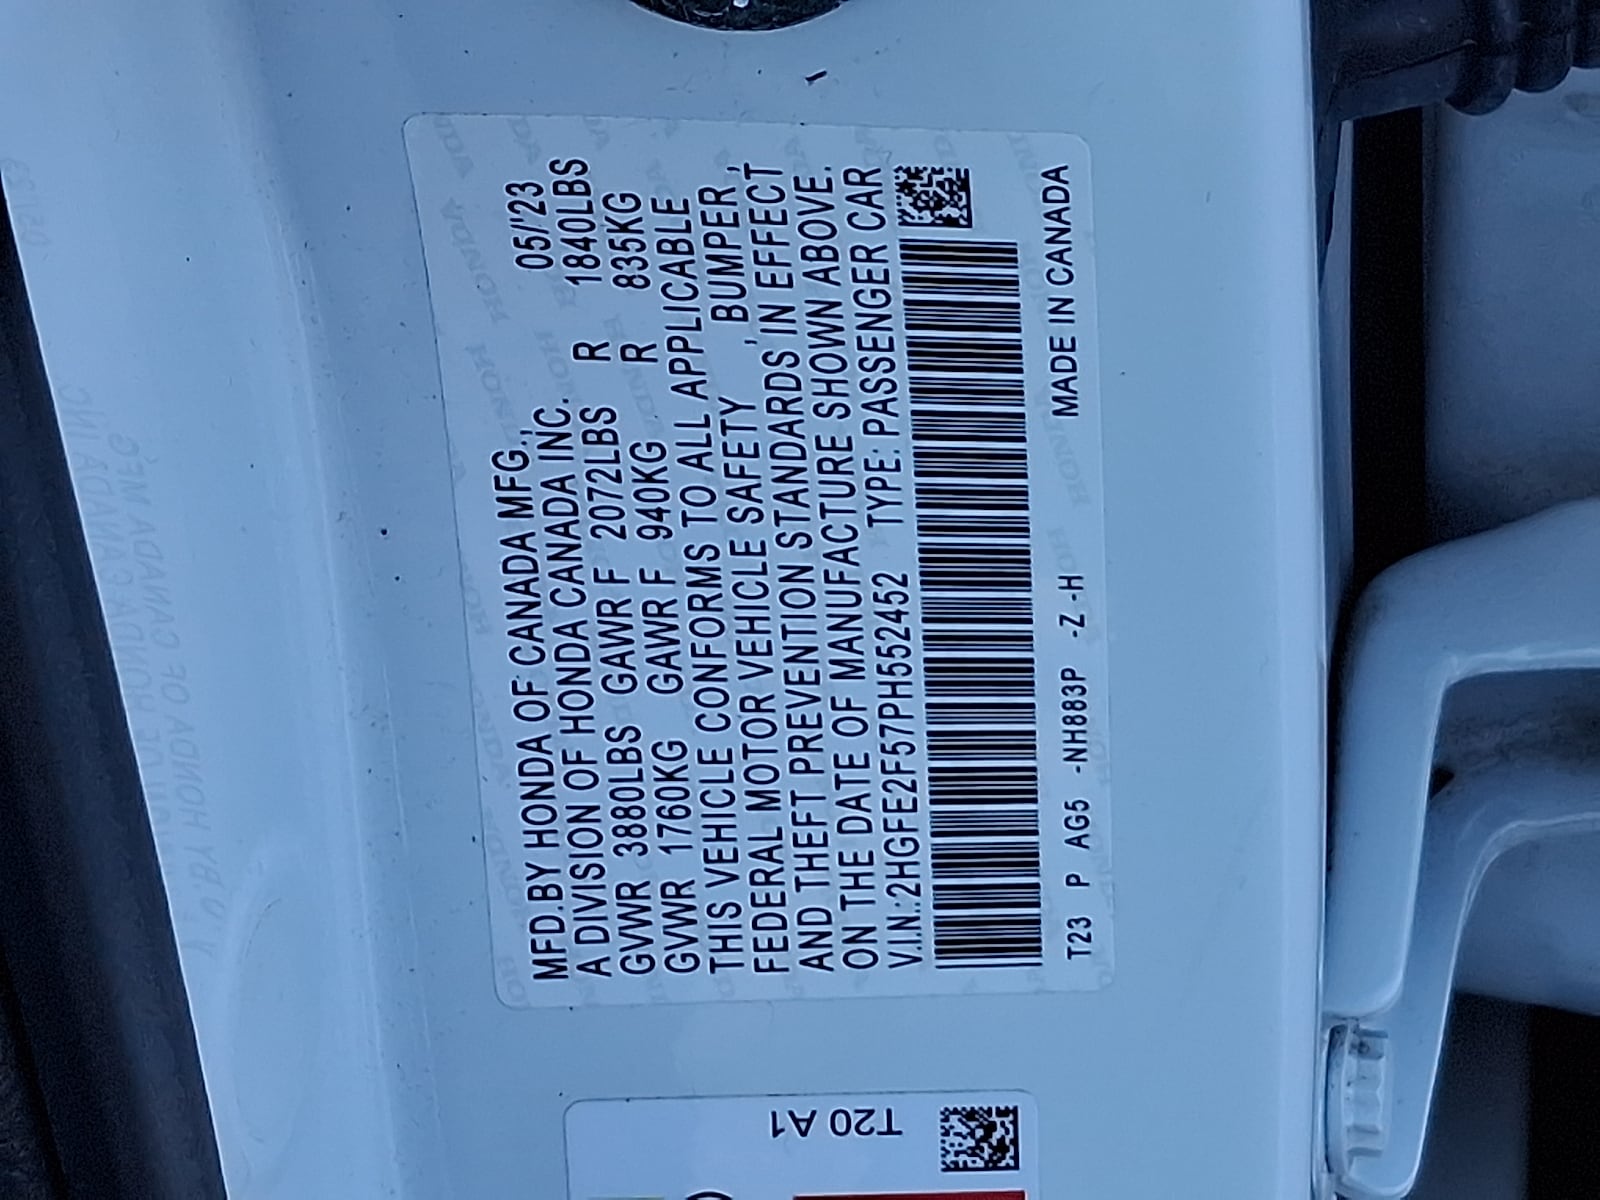 MFD.BY HONDA OF CANADA MFG., 05/'23
A DIVISION OF HONDA CANADA INC.
GVWR 3880LBS GAWR F 2072LBS R 1840LBS
GVWR 1760KG GAWR F 940KG R 835KG
THIS VEHICLE CONFORMS TO ALL APPLICABLE
FEDERAL MOTOR VEHICLE SAFETY , BUMPER ,
AND THEFT PREVENTION STANDARDS IN EFFECT
ON THE DATE OF MANUFACTURE SHOWN ABOVE.
V.I.N.:2HGFE2F57PH552452 TYPE: PASSENGER CAR
T23 P AG5 -NH883P -Z -H MADE IN CANADA
T20 A1